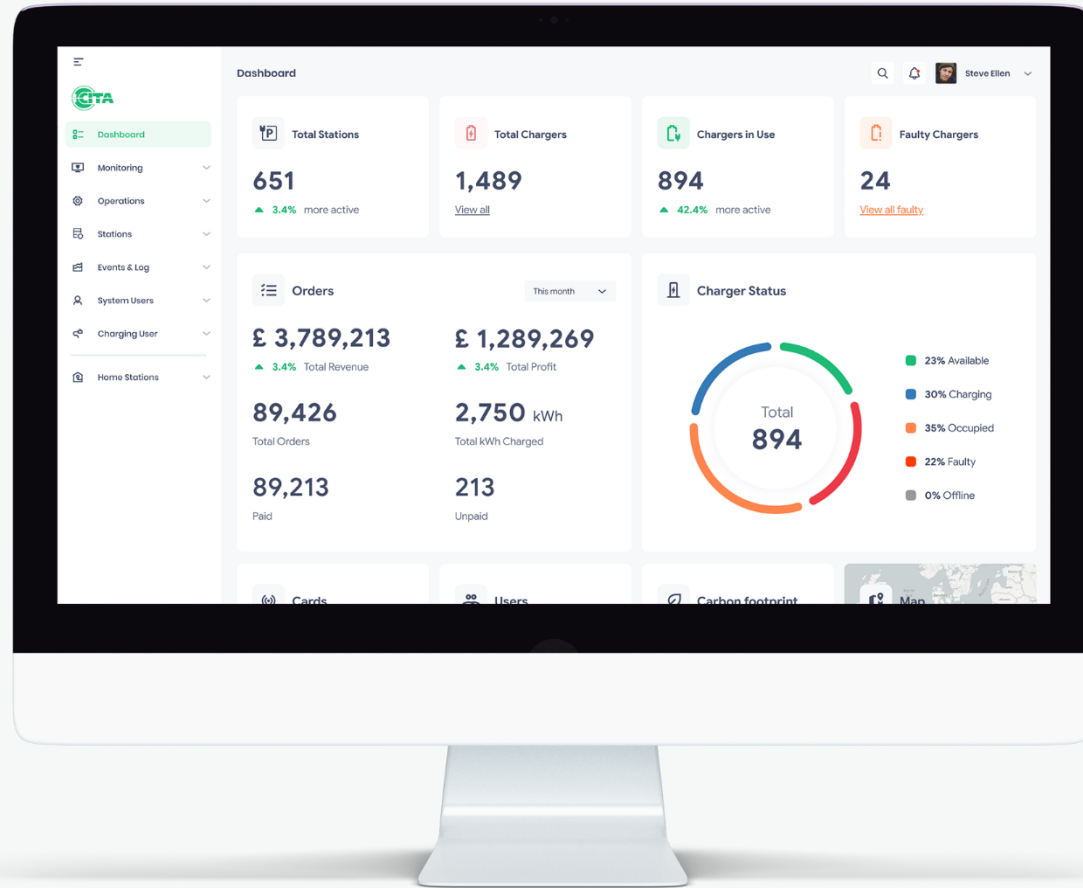 CITA
Dashboard
Monitoring
Operations
Stations
Events & Log
System Users
Charging User
Home Stations
Dashboard
Steve Ellen
Total Stations
651
3.4% more active
Total Chargers
1,489
View all
Chargers in Use
894
42.4% more active
Faulty Chargers
24
View all faulty
Orders
This month
£ 3,789,213
3.4% Total Revenue
£ 1,289,269
3.4% Total Profit
89,426
Total Orders
2,750 kWh
Total kWh Charged
89,213
Paid
213
Unpaid
Charger Status
Total
894
23% Available
30% Charging
35% Occupied
22% Faulty
0% Offline
Cards
Users
Carbon footprint
Map